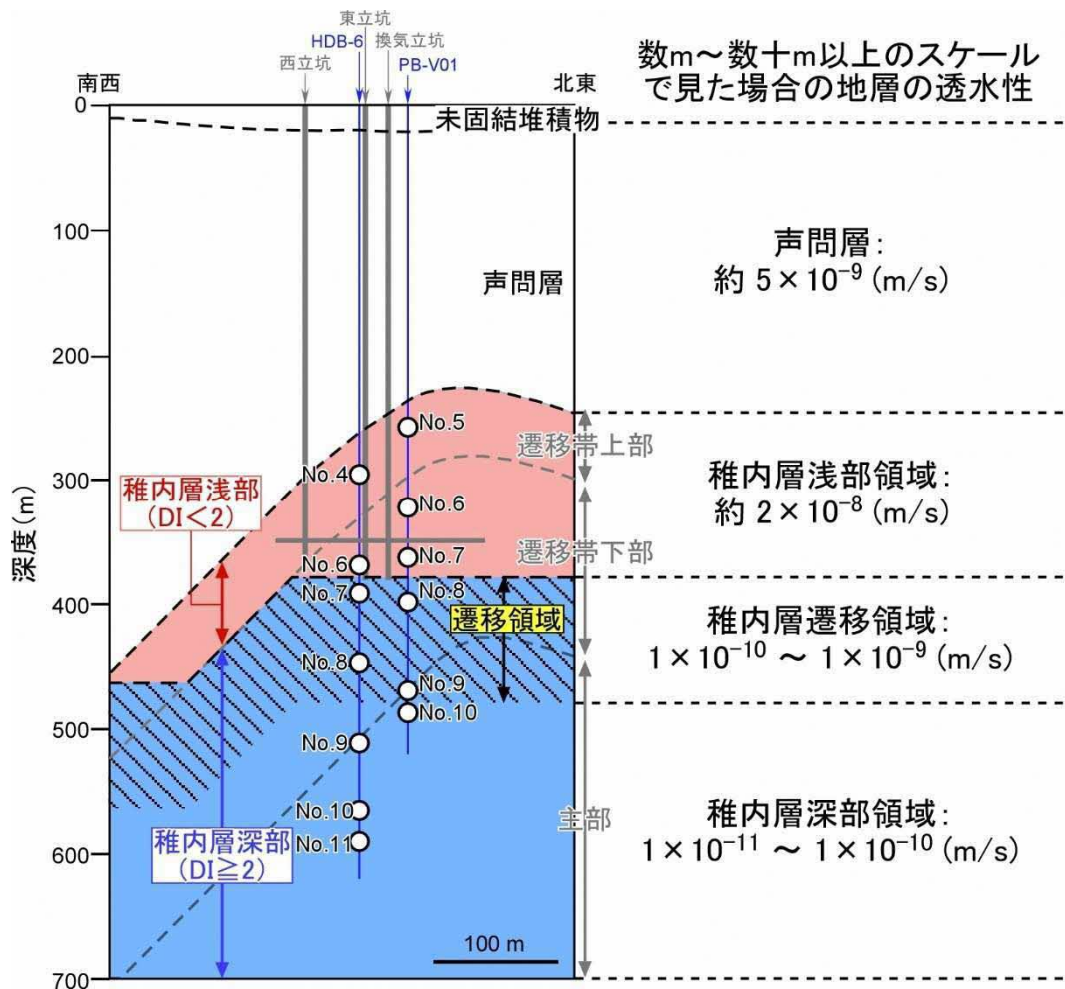 東立坑
HDB-6
換気立坑
西立坑
PB-V01
南西
北東
数m～数十m以上のスケール
で見た場合の地層の透水性
0
100
200
300
400
500
600
700
深度(m)
未固結堆積物
声問層
声問層:
約 5×10⁻⁹ (m/s)
No.5
No.4
No.6
No.7
No.6
No.7
No.8
No.8
No.9
No.10
No.9
No.10
No.11
遷移帯上部
遷移帯下部
主部
稚内層浅部
(DI<2)
遷移領域
稚内層深部
(DI≧2)
稚内層浅部領域:
約 2×10⁻⁸ (m/s)
稚内層遷移領域:
1×10⁻¹⁰ ～ 1×10⁻⁹ (m/s)
稚内層深部領域:
1×10⁻¹¹ ～ 1×10⁻¹⁰ (m/s)
100 m